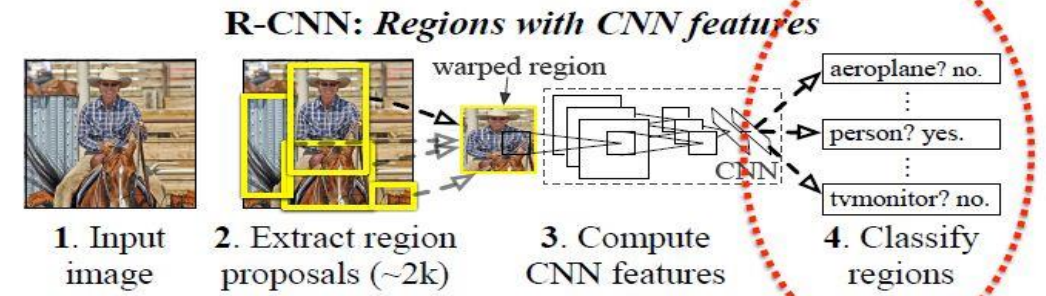 R-CNN: Regions with CNN features
warped region
aeroplane? no.
person? yes.
CNN
tvmonitor? no.
1. Input
image
2. Extract region
proposals (~2k)
3. Compute
CNN features
4. Classify
regions